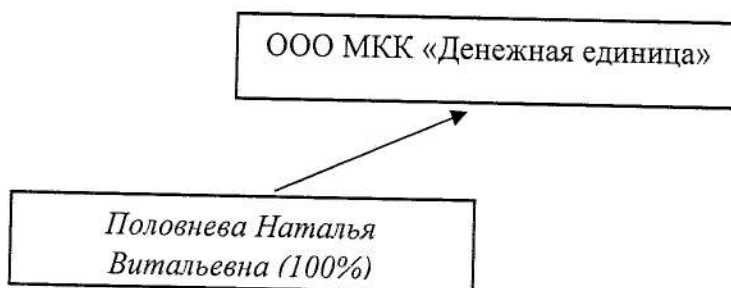 ООО МКК «Денежная единица»
Половнева Наталья
Витальевна (100%)